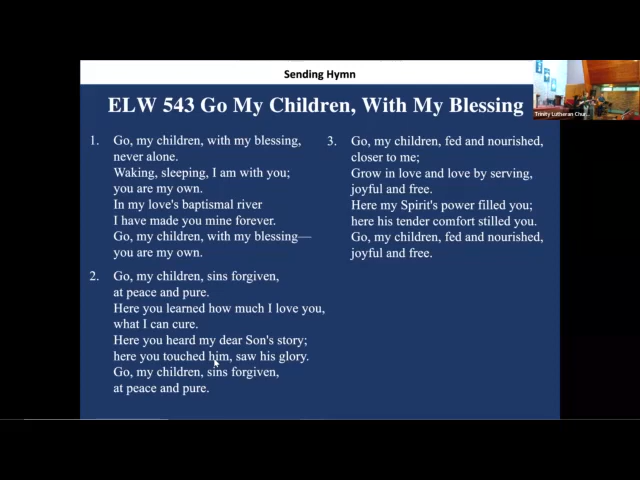 Sending Hymn
ELW 543 Go My Children, With My Blessing
1. Go, my children, with my blessing,
never alone.
Waking, sleeping, I am with you;
you are my own.
In my love's baptismal river
I have made you mine forever.
Go, my children, with my blessing—
you are my own.
2. Go, my children, sins forgiven,
at peace and pure.
Here you learned how much I love you,
what I can cure.
Here you heard my dear Son's story;
here you touched him, saw his glory.
Go, my children, sins forgiven,
at peace and pure.
3. Go, my children, fed and nourished,
closer to me;
Grow in love and love by serving,
joyful and free.
Here my Spirit's power filled you;
here his tender comfort stilled you.
Go, my children, fed and nourished,
joyful and free.
Trinity Lutheran Chur...